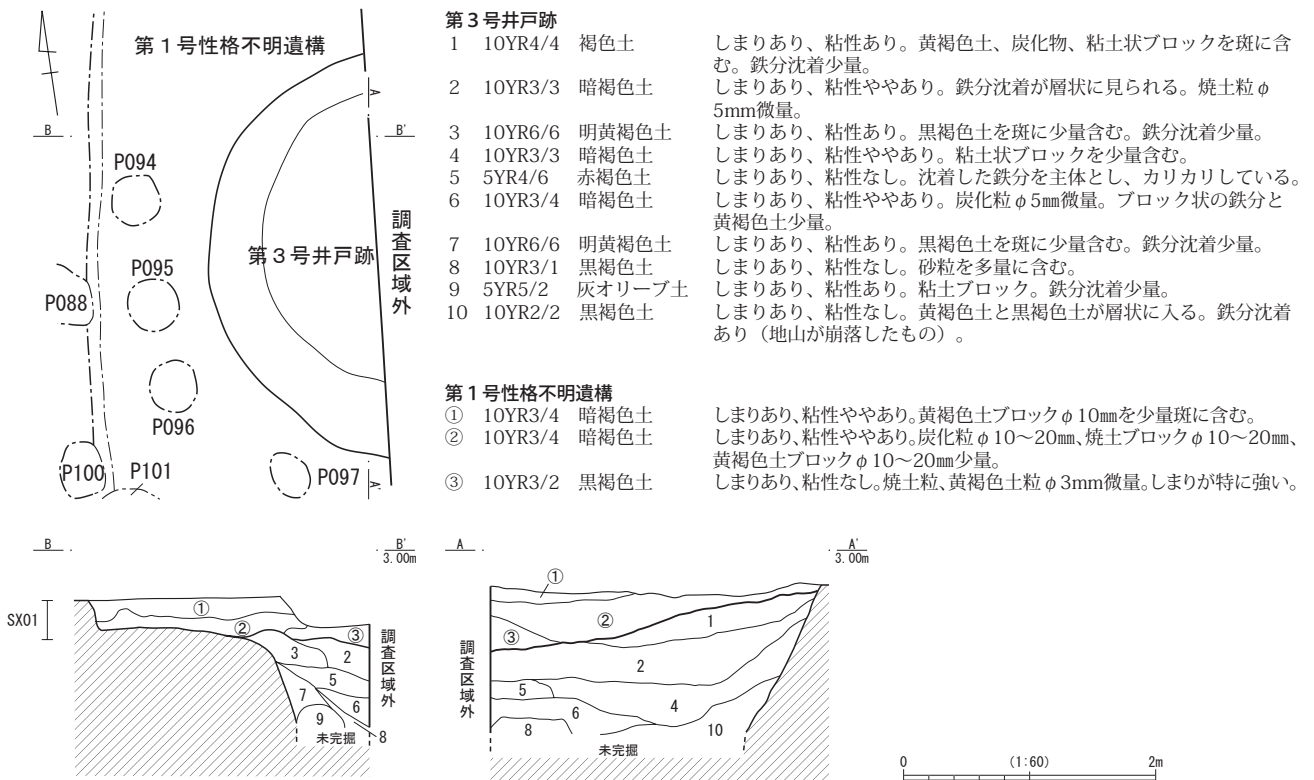 第１号性格不明遺構
A
B
B'
P094
調査区域外
第３号井戸跡
P095
P088
P096
P100
P101
P097
A'
第３号井戸跡
1 10YR4/4 褐色土 しまりあり、粘性あり。黄褐色土、炭化物、粘土状ブロックを斑に含
む。鉄分沈着少量。
2 10YR3/3 暗褐色土 しまりあり、粘性ややあり。鉄分沈着が層状に見られる。焼土粒φ
5mm微量。
3 10YR6/6 明黄褐色土 しまりあり、粘性あり。黒褐色土を斑に少量含む。鉄分沈着少量。
4 10YR3/3 暗褐色土 しまりあり、粘性ややあり。粘土状ブロックを少量含む。
5 5YR4/6 赤褐色土 しまりあり、粘性なし。沈着した鉄分を主体とし、カリカリしている。
6 10YR3/4 暗褐色土 しまりあり、粘性ややあり。炭化粒φ5㎜微量。ブロック状の鉄分と
黄褐色土少量。
7 10YR6/6 明黄褐色土 しまりあり、粘性あり。黒褐色土を斑に少量含む。鉄分沈着少量。
8 10YR3/1 黒褐色土 しまりあり、粘性なし。砂粒を多量に含む。
9 5YR5/2 灰オリーブ土 しまりあり、粘性あり。粘土ブロック。鉄分沈着少量。
10 10YR2/2 黒褐色土 しまりあり、粘性なし。黄褐色土と黒褐色土が層状に入る。鉄分沈着
あり（地山が崩落したもの）。
第１号性格不明遺構
① 10YR3/4 暗褐色土 しまりあり、粘性ややあり。黄褐色土ブロックφ10㎜を少量斑に含む。
② 10YR3/4 暗褐色土 しまりあり、粘性ややあり。炭化粒φ10～20㎜、焼土ブロックφ10～20㎜、
黄褐色土ブロックφ10～20㎜少量。
③ 10YR3/2 黒褐色土 しまりあり、粘性なし。焼土粒、黄褐色土粒φ3mm微量。しまりが特に強い。
B
B'
3.00m
SX01
①
②
③
3
2
5
7
6
9
8
未完掘
調査区域外
A
A'
3.00m
①
②
③
1
2
5
4
6
8
10
未完掘
調査区域外
0 (1:60) 2m